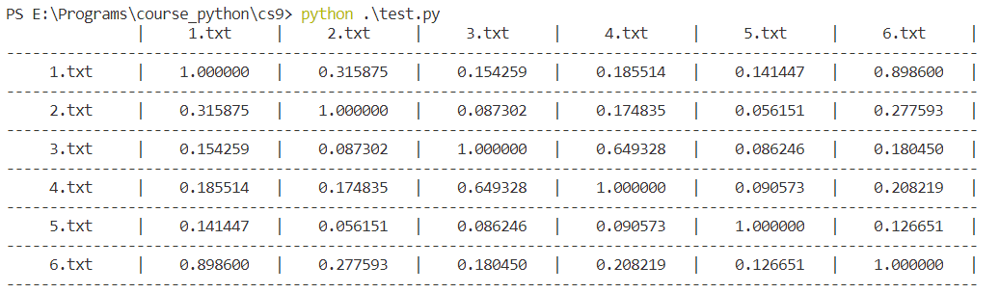 PS E:\Programs\course_python\cs9> python .\test.py
| 1.txt | 2.txt | 3.txt | 4.txt | 5.txt | 6.txt |
1.txt | 1.000000 | 0.315875 | 0.154259 | 0.185514 | 0.141447 | 0.898600 |
2.txt | 0.315875 | 1.000000 | 0.087302 | 0.174835 | 0.056151 | 0.277593 |
3.txt | 0.154259 | 0.087302 | 1.000000 | 0.649328 | 0.086246 | 0.180450 |
4.txt | 0.185514 | 0.174835 | 0.649328 | 1.000000 | 0.090573 | 0.208219 |
5.txt | 0.141447 | 0.056151 | 0.086246 | 0.090573 | 1.000000 | 0.126651 |
6.txt | 0.898600 | 0.277593 | 0.180450 | 0.208219 | 0.126651 | 1.000000 |